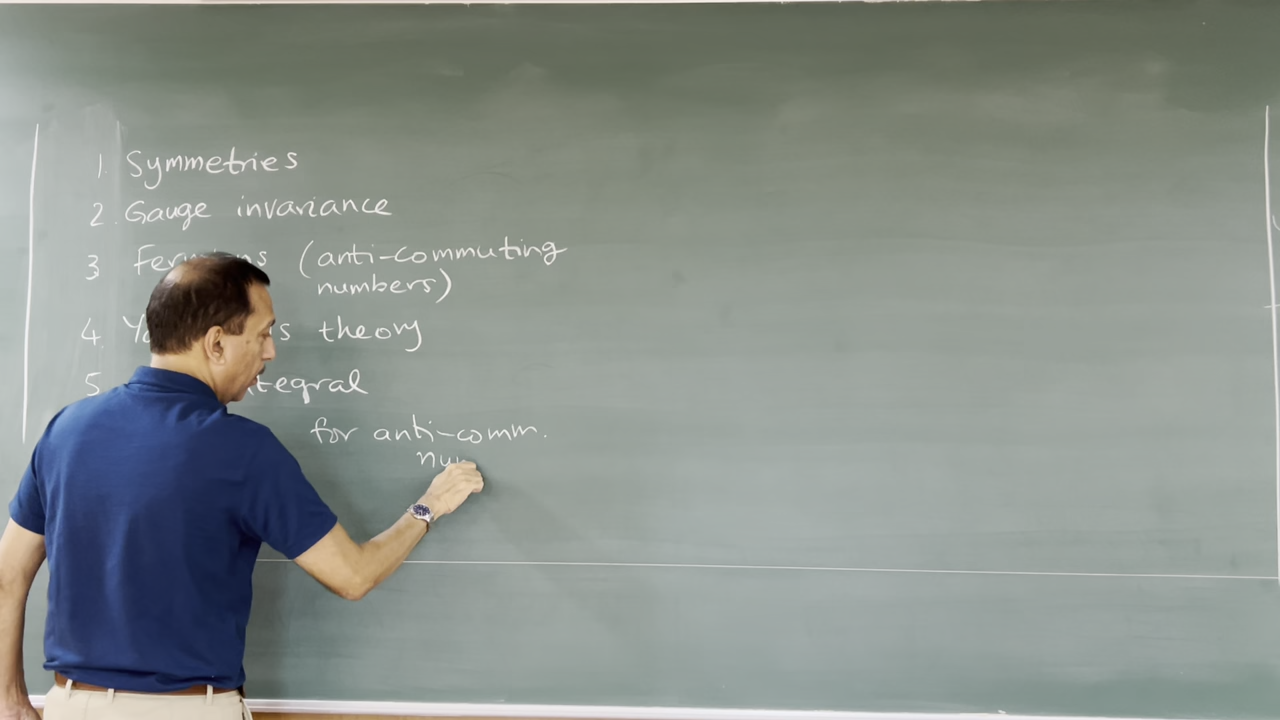 1. Symmetries
2. Gauge invariance
3 (anti-commuting
numbers)
4. theory
5
for anti-comm.